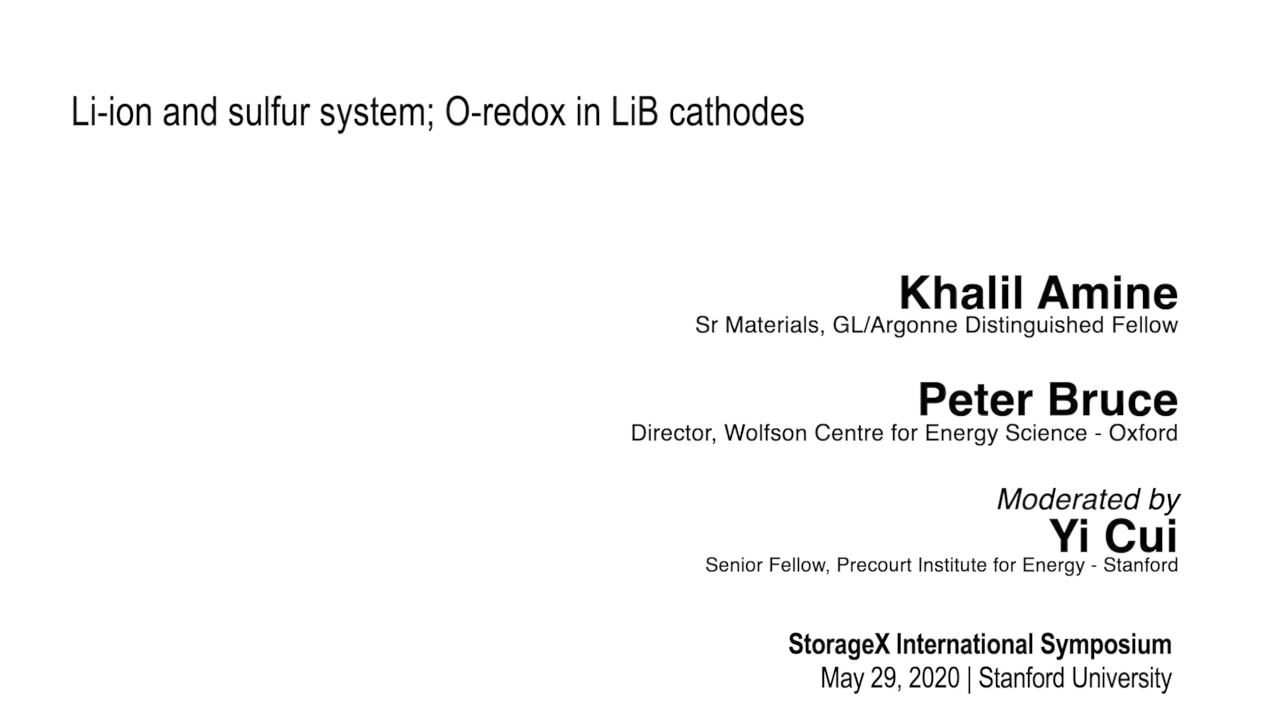 Li-ion and sulfur system; O-redox in LiB cathodes
Khalil Amine
Sr Materials, GL/Argonne Distinguished Fellow
Peter Bruce
Director, Wolfson Centre for Energy Science - Oxford
Moderated by
Yi Cui
Senior Fellow, Precourt Institute for Energy - Stanford
StorageX International Symposium
May 29, 2020 | Stanford University